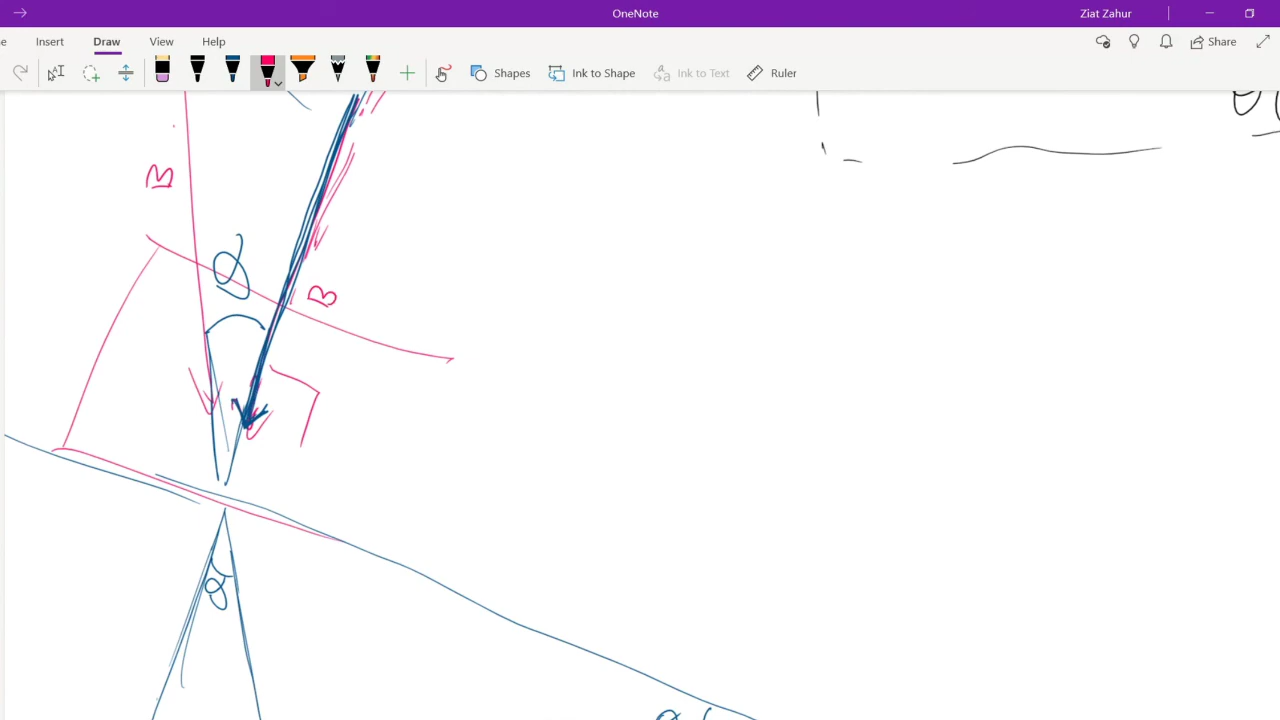 OneNote
Ziat Zahur
Insert Draw View Help
Share
Shapes Ink to Shape Ink to Text Ruler
B
B
θ
θ